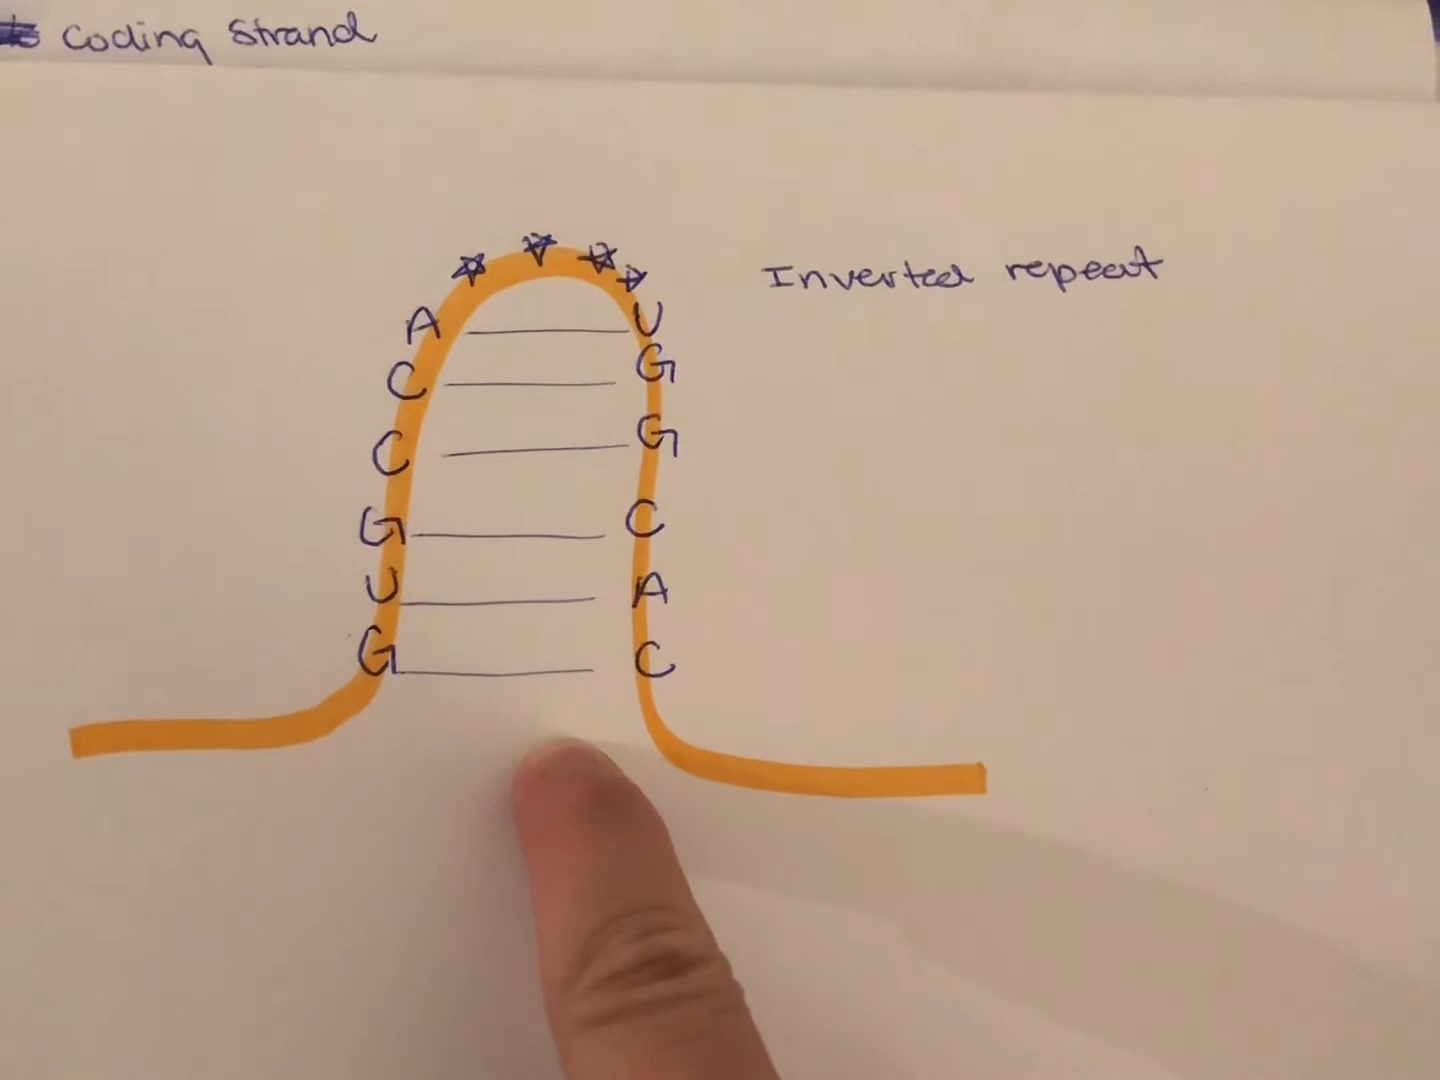 Coding Strand
Inverted repeat
A U
C G
C G
G C
U A
G C